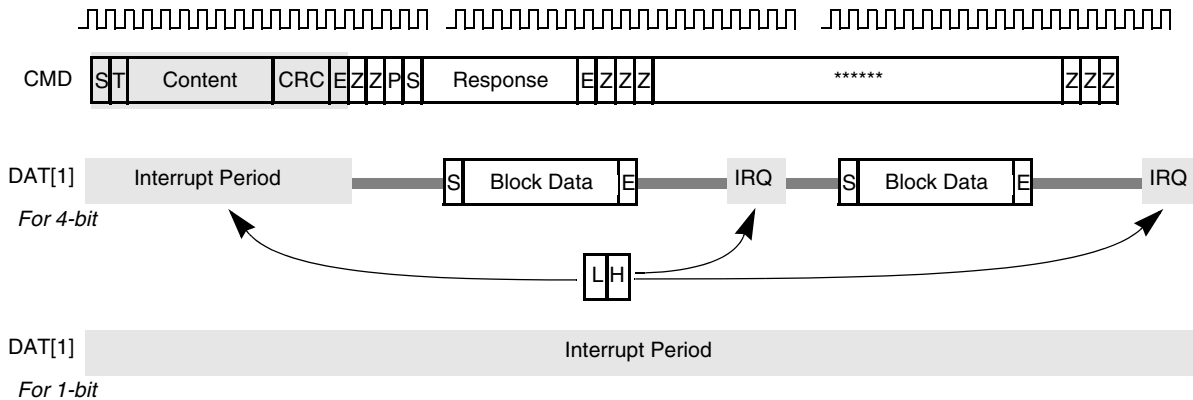 CMD S T Content CRC E Z Z P S Response E Z Z Z ****** Z Z Z
DAT[1] Interrupt Period S Block Data E IRQ S Block Data E IRQ
For 4-bit
L H
DAT[1] Interrupt Period
For 1-bit